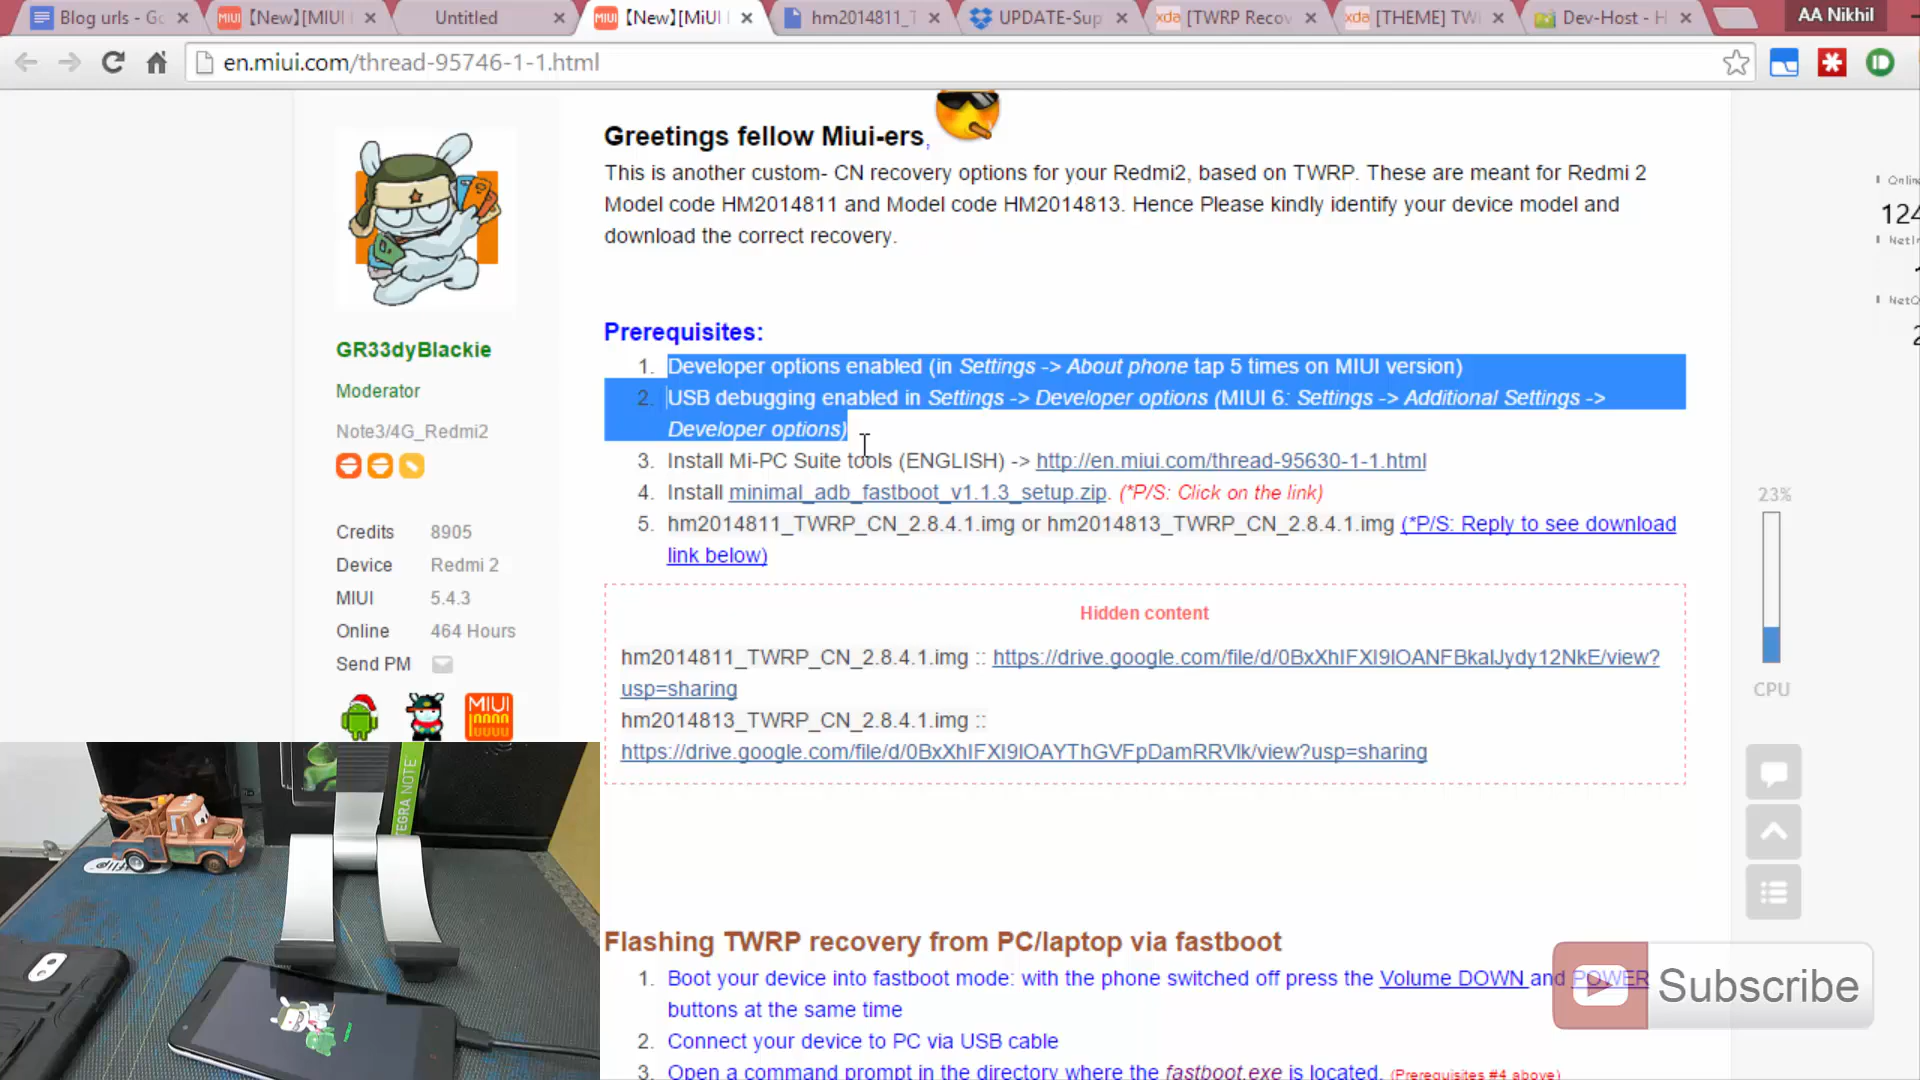 Blog urls - Go
【New】[MIUI
Untitled
【New】[MiUI
hm2014811_T
UPDATE-Sup
[TWRP Recov
[THEME] TW
Dev-Host - H
AA Nikhil
en.miui.com/thread-95746-1-1.html
Greetings fellow Miui-ers,
This is another custom- CN recovery options for your Redmi2, based on TWRP. These are meant for Redmi 2
Model code HM2014811 and Model code HM2014813. Hence Please kindly identify your device model and
download the correct recovery.
Prerequisites:
1. Developer options enabled (in Settings -> About phone tap 5 times on MIUI version)
2. USB debugging enabled in Settings -> Developer options (MIUI 6: Settings -> Additional Settings ->
Developer options)
3. Install Mi-PC Suite tools (ENGLISH) -> http://en.miui.com/thread-95630-1-1.html
4. Install minimal_adb_fastboot_v1.1.3_setup.zip. (*P/S: Click on the link)
5. hm2014811_TWRP_CN_2.8.4.1.img or hm2014813_TWRP_CN_2.8.4.1.img (*P/S: Reply to see download
link below)
Hidden content
hm2014811_TWRP_CN_2.8.4.1.img :: https://drive.google.com/file/d/0BxXhIFXI9lOANFBkalJydy12NkE/view?
usp=sharing
hm2014813_TWRP_CN_2.8.4.1.img ::
https://drive.google.com/file/d/0BxXhIFXI9lOAYThGVFpDamRRVlk/view?usp=sharing
Flashing TWRP recovery from PC/laptop via fastboot
1. Boot your device into fastboot mode: with the phone switched off press the Volume DOWN and POWER
buttons at the same time
2. Connect your device to PC via USB cable
3. Open a command prompt in the directory where the fastboot.exe is located. (Prerequisites #4 above)
GR33dyBlackie
Moderator
Note3/4G_Redmi2
Credits 8905
Device Redmi 2
MIUI 5.4.3
Online 464 Hours
Send PM
MIUI
TEGRA NOTE
Online
124
23%
CPU
Subscribe